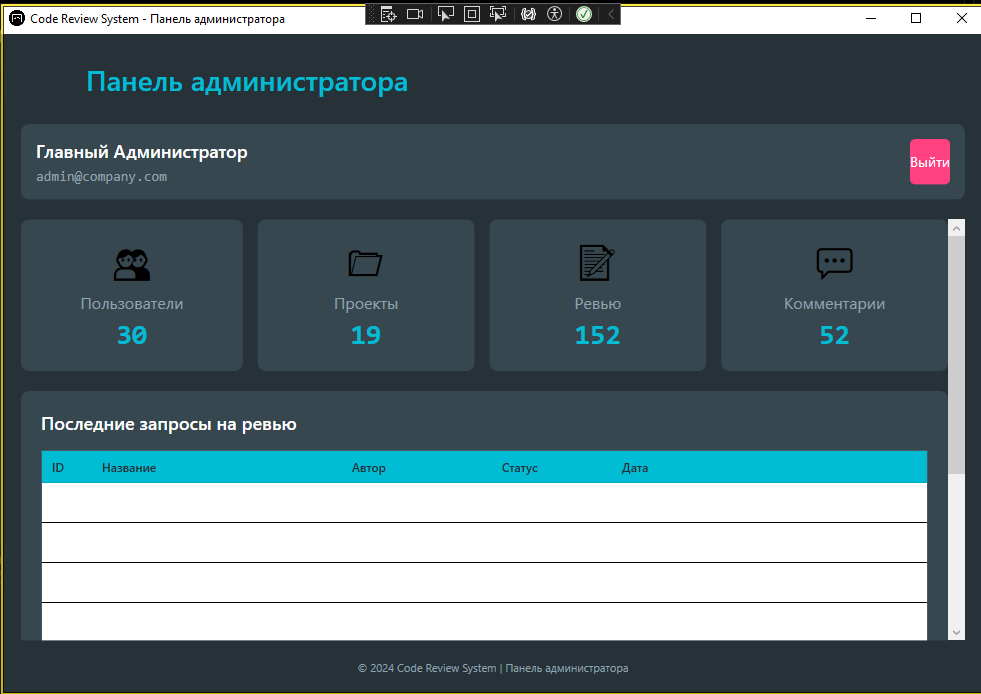 Code Review System - Панель администратора
Панель администратора
Главный Администратор
admin@company.com
Выйти
Пользователи
30
Проекты
19
Ревью
152
Комментарии
52
Последние запросы на ревью
ID Название Автор Статус Дата
© 2024 Code Review System | Панель администратора